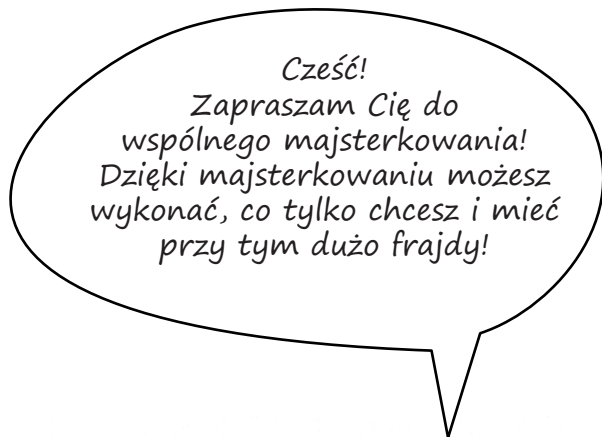 Cześć!
Zapraszam Cię do
wspólnego majsterkowania!
Dzięki majsterkowaniu możesz
wykonać, co tylko chcesz i mieć
przy tym dużo frajdy!